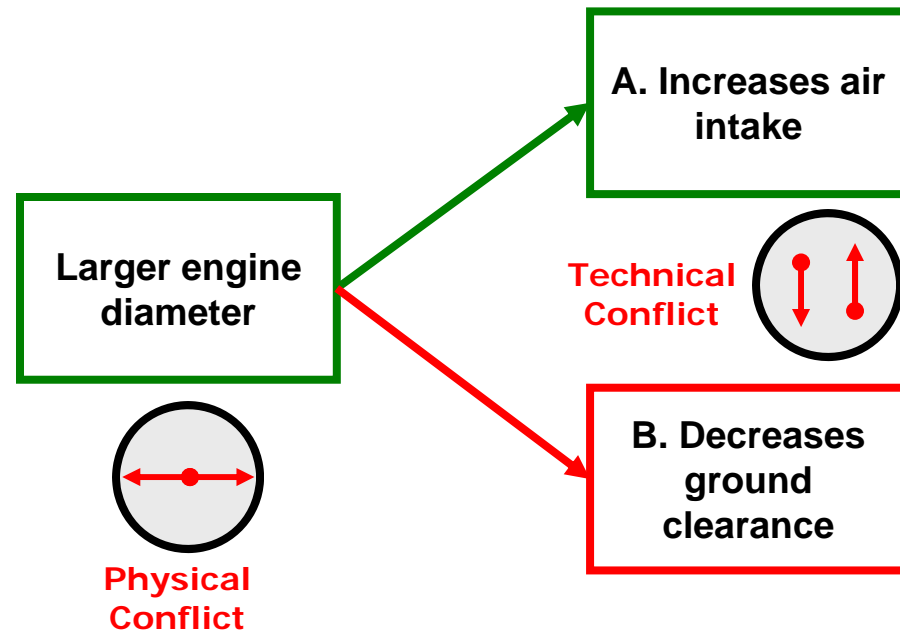 A. Increases air
intake
Larger engine
diameter
Technical
Conflict
B. Decreases
ground
clearance
Physical
Conflict